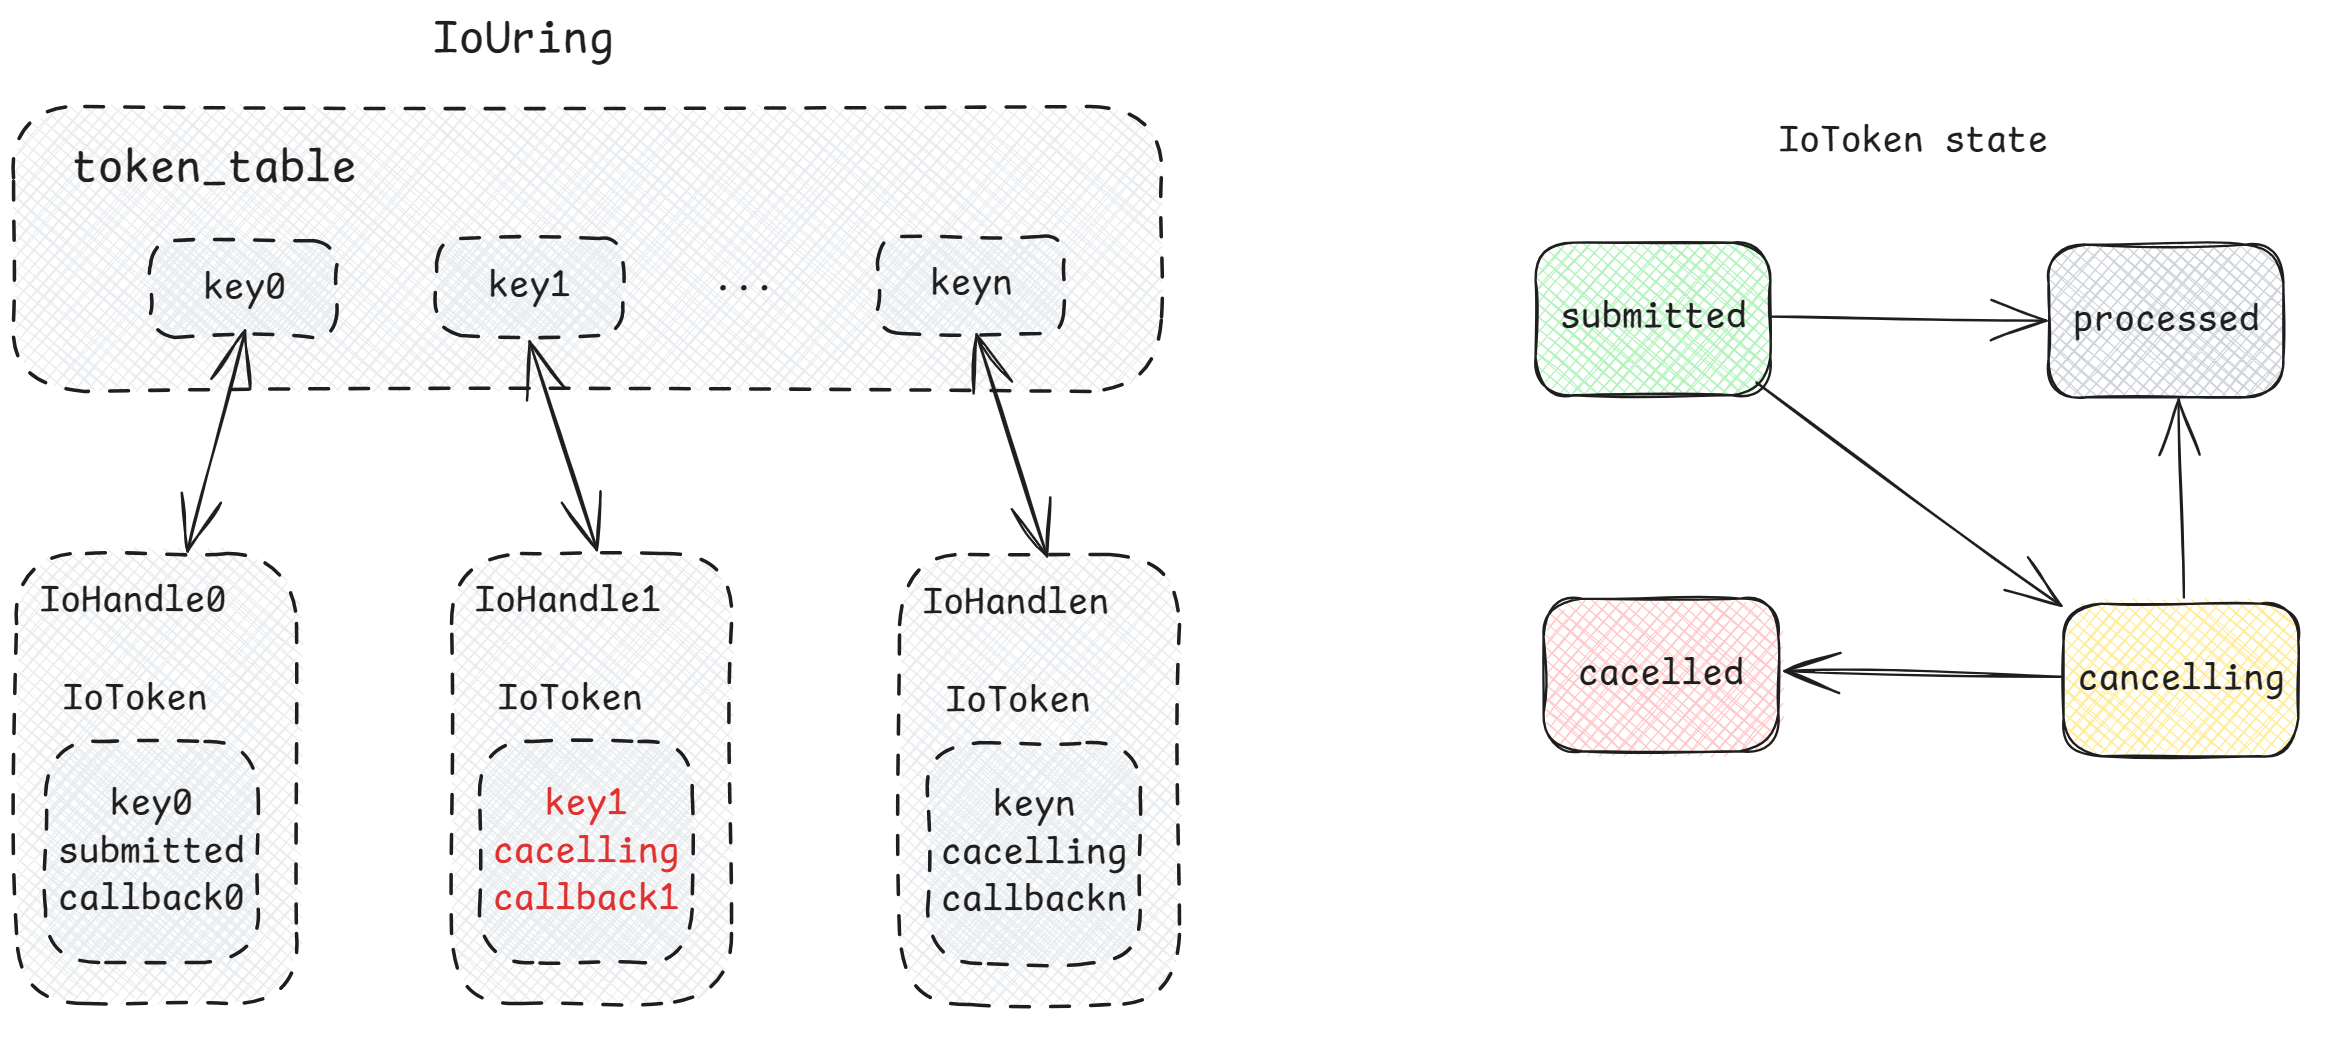 IoUring
token_table
key0
key1
...
keyn
IoHandle0
IoToken
key0
submitted
callback0
IoHandle1
IoToken
key1
cacelling
callback1
IoHandlen
IoToken
keyn
cacelling
callbackn
IoToken state
submitted
processed
cacelled
cancelling